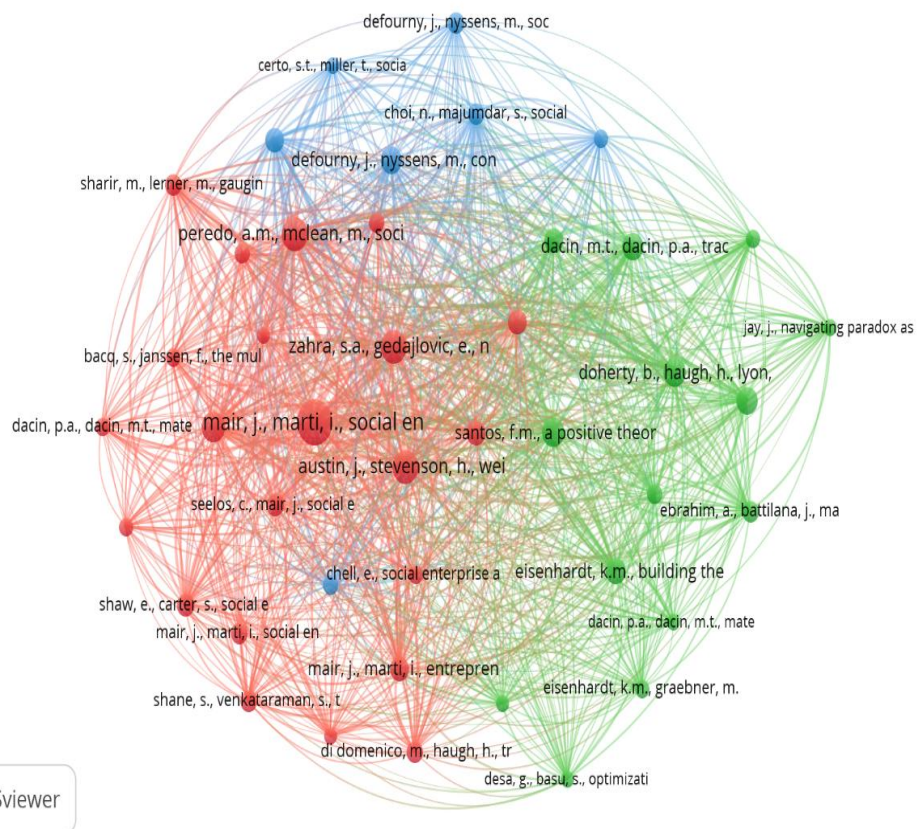 defourny, j., nyssens, m., soc
certo, s.t., miller, t., socia
choi, n., majumdar, s., social
defourny, j., nyssens, m., con
sharir, m., lerner, m., gaugin
peredo, a.m., mclean, m., soci
dacin, m.t., dacin, p.a., trac
jay, j., navigating paradox as
zahra, s.a., gedajlovic, e., n
bacq, s., janssen, f., the mul
doherty, b., haugh, h., lyon,
mair, j., marti, i., social en
dacin, p.a., dacin, m.t., mate
santos, f.m., a positive theor
austin, j., stevenson, h., wei
seelos, c., mair, j., social e
ebrahim, a., battilana, j., ma
chell, e., social enterprise a
eisenhardt, k.m., building the
shaw, e., carter, s., social e
dacin, p.a., dacin, m.t., mate
mair, j., marti, i., social en
mair, j., marti, i., entrepren
eisenhardt, k.m., graebner, m.
shane, s., venkataraman, s., t
di domenico, m., haugh, h., tr
desa, g., basu, s., optimizati
viewer